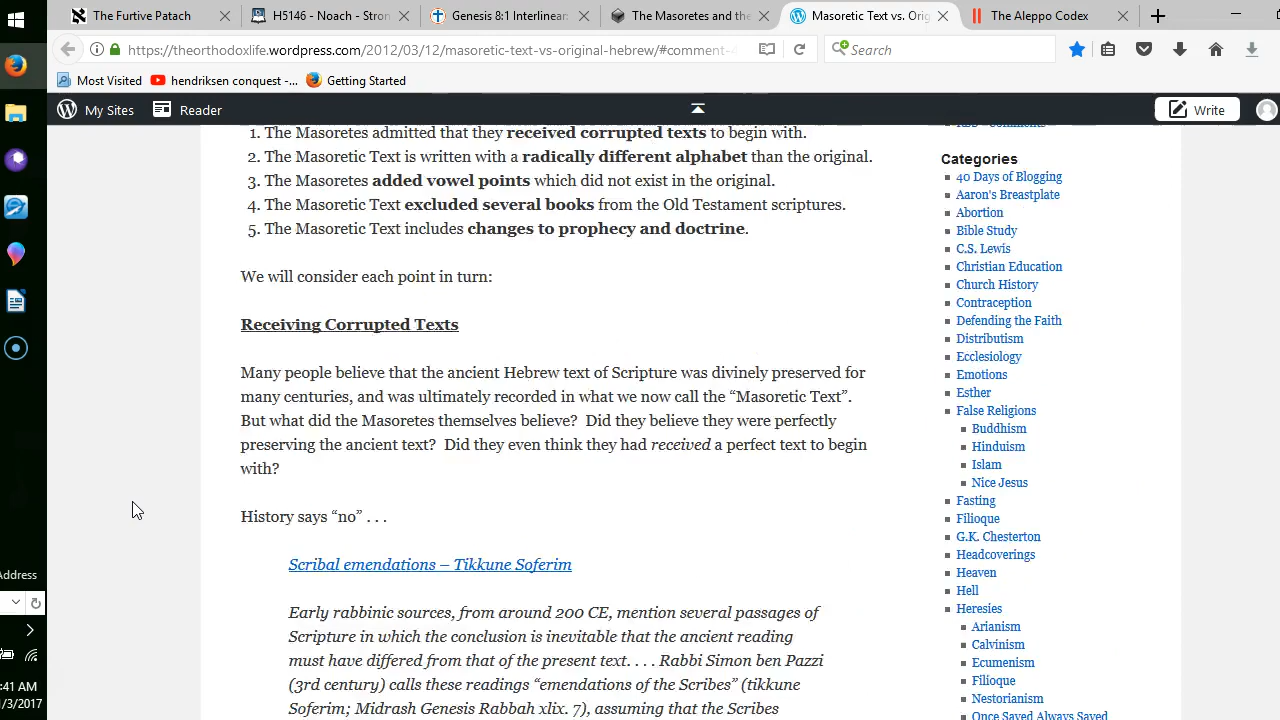 The Furtive Patach
H5146 - Noach - Stron
Genesis 8:1 Interlinear
The Masoretes and the
Masoretic Text vs. Orig
The Aleppo Codex
https://theorthodoxlife.wordpress.com/2012/03/12/masoretic-text-vs-original-hebrew/#comment-
Search
Most Visited
hendriksen conquest -...
Getting Started
My Sites
Reader
Write
1. The Masoretes admitted that they received corrupted texts to begin with.
2. The Masoretic Text is written with a radically different alphabet than the original.
3. The Masoretes added vowel points which did not exist in the original.
4. The Masoretic Text excluded several books from the Old Testament scriptures.
5. The Masoretic Text includes changes to prophecy and doctrine.
We will consider each point in turn:
Receiving Corrupted Texts
Many people believe that the ancient Hebrew text of Scripture was divinely preserved for
many centuries, and was ultimately recorded in what we now call the “Masoretic Text”.
But what did the Masoretes themselves believe?  Did they believe they were perfectly
preserving the ancient text?  Did they even think they had received a perfect text to begin
with?
History says “no” . . .
Scribal emendations – Tikkune Soferim
Early rabbinic sources, from around 200 CE, mention several passages of
Scripture in which the conclusion is inevitable that the ancient reading
must have differed from that of the present text. . . . Rabbi Simon ben Pazzi
(3rd century) calls these readings “emendations of the Scribes” (tikkune
Soferim; Midrash Genesis Rabbah xlix. 7), assuming that the Scribes
Categories
40 Days of Blogging
Aaron's Breastplate
Abortion
Bible Study
C.S. Lewis
Christian Education
Church History
Contraception
Defending the Faith
Distributism
Ecclesiology
Emotions
Esther
False Religions
Buddhism
Hinduism
Islam
Nice Jesus
Fasting
Filioque
G.K. Chesterton
Headcoverings
Heaven
Hell
Heresies
Arianism
Calvinism
Ecumenism
Filioque
Nestorianism
Once Saved Always Saved
Address
:41 AM
1/3/2017